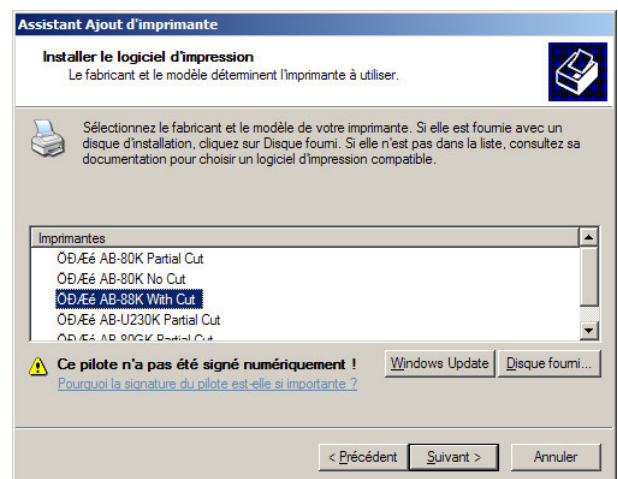 Assistant Ajout d'imprimante
Installer le logiciel d'impression
Le fabricant et le modèle déterminent l'imprimante à utiliser.
Sélectionnez le fabricant et le modèle de votre imprimante. Si elle est fournie avec un
disque d'installation, cliquez sur Disque fourni. Si elle n'est pas dans la liste, consultez sa
documentation pour choisir un logiciel d'impression compatible.
Imprimantes
ÖÐÆé AB-80K Partial Cut
ÖÐÆé AB-80K No Cut
ÖÐÆé AB-88K With Cut
ÖÐÆé AB-U230K Partial Cut
ÖÐÆé AB-80GK Partial Cut
Ce pilote n'a pas été signé numériquement !
Windows Update
Disque fourni...
Pourquoi la signature du pilote est-elle si importante ?
< Précédent
Suivant >
Annuler